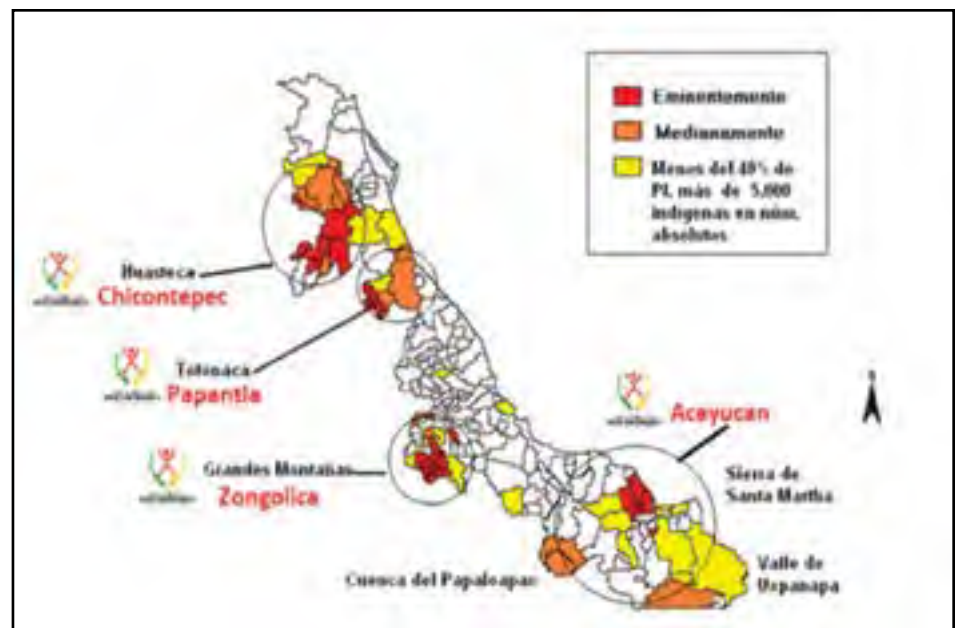 Eminentemente
Medianamente
Menos del 40% de
PI, más de 5,000
indígenas en núm.
absolutos
Huasteca
Chicontepec
Totonaca
Papantla
Grandes Montañas
Zongolica
Acayucan
Sierra de
Santa Martha
Cuenca del Papaloapan
Valle de
Uxpanapa